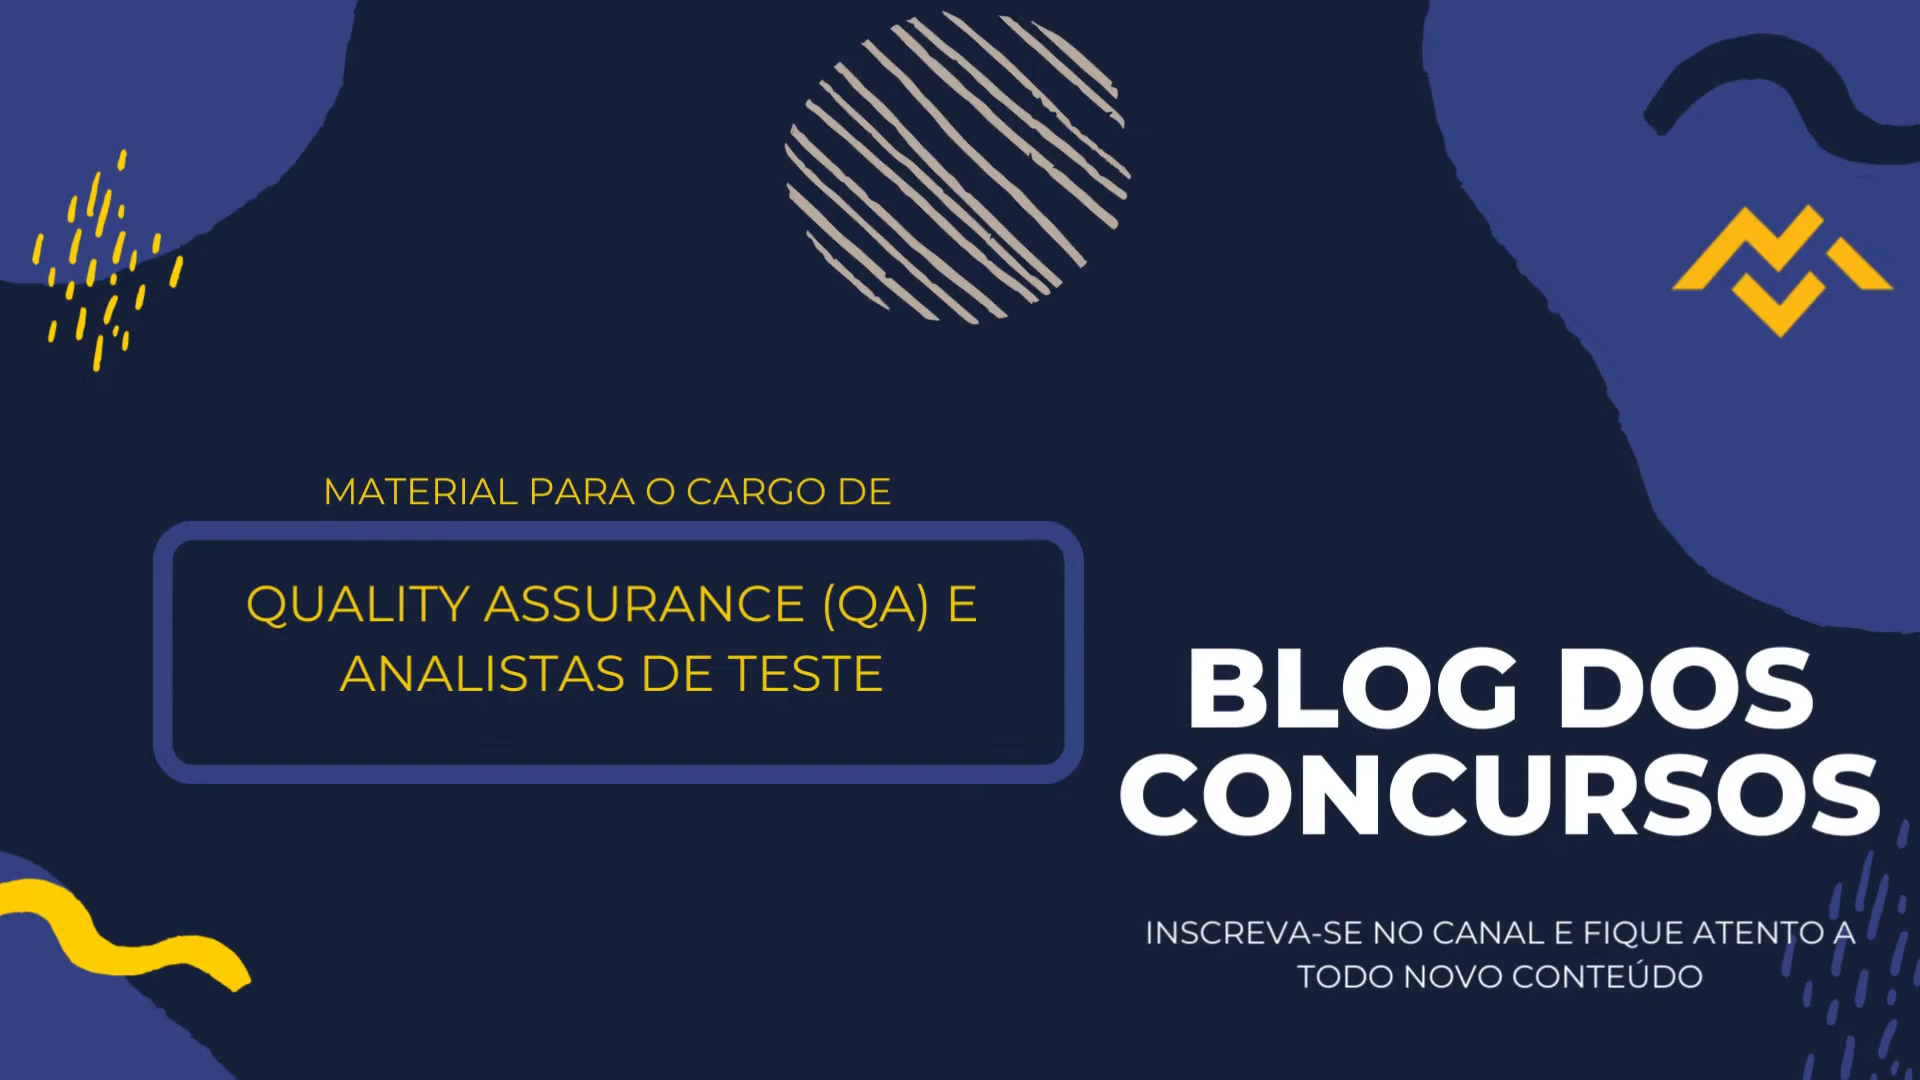 MATERIAL PARA O CARGO DE
QUALITY ASSURANCE (QA) E
ANALISTAS DE TESTE
BLOG DOS
CONCURSOS
INSCREVA-SE NO CANAL E FIQUE ATENTO A
TODO NOVO CONTEÚDO